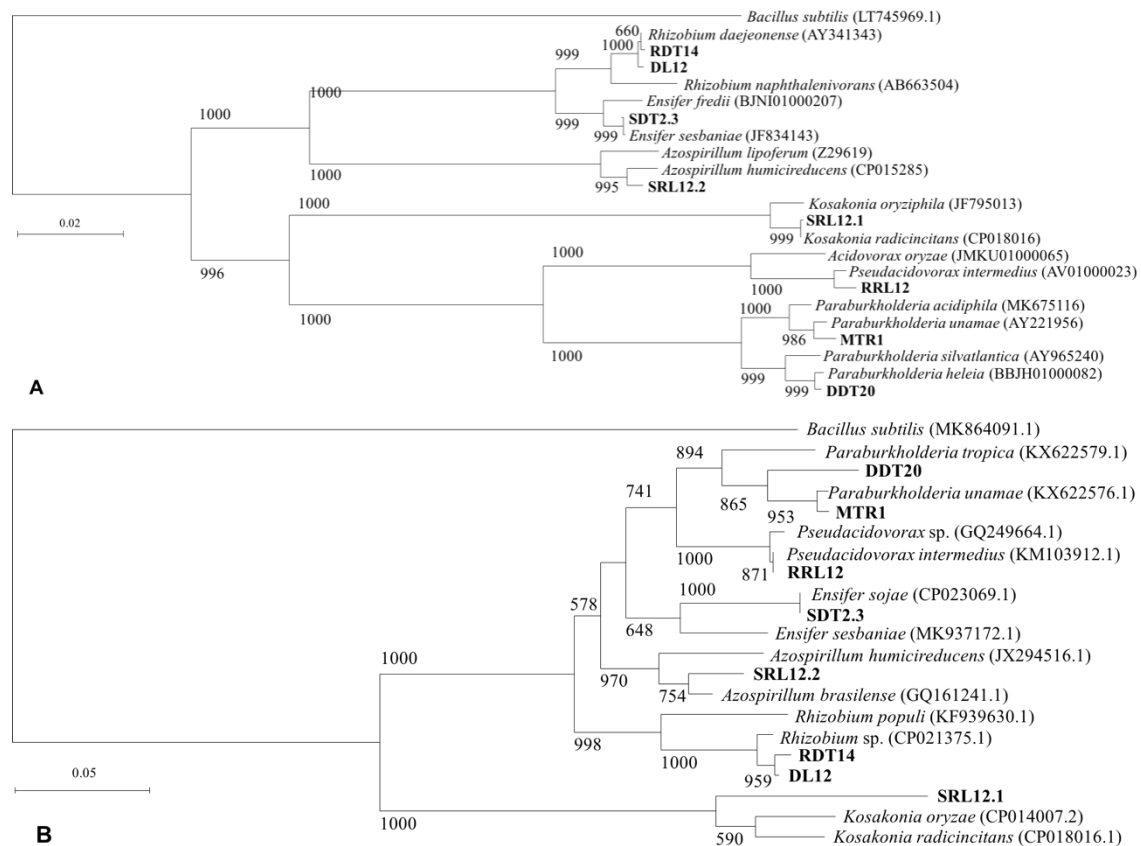 Bacillus subtilis (LT745969.1)
660 Rhizobium daejeonense (AY341343)
1000 RDT14
999
DL12
Rhizobium naphthalenivorans (AB663504)
1000
Ensifer fredii (BJNI01000207)
1000
999 SDT2.3
999 Ensifer sesbaniae (JF834143)
Azospirillum lipoferum (Z29619)
1000 Azospirillum humicireducens (CP015285)
995 SRL12.2
1000 Kosakonia oryziphila (JF795013)
0.02
SRL12.1
999 Kosakonia radicincitans (CP018016)
996
1000 Acidovorax oryzae (JMKU01000065)
Pseudacidovorax intermedius (AV01000023)
1000 RRL12
1000 1000 Paraburkholderia acidiphila (MK675116)
Paraburkholderia unamae (AY221956)
986 MTR1
1000 Paraburkholderia silvatlantica (AY965240)
999 Paraburkholderia heleia (BBJH01000082)
A 999 DDT20
Bacillus subtilis (MK864091.1)
894 Paraburkholderia tropica (KX622579.1)
DDT20
741 865 Paraburkholderia unamae (KX622576.1)
953 MTR1
Pseudacidovorax sp. (GQ249664.1)
1000 Pseudacidovorax intermedius (KM103912.1)
871 RRL12
1000 Ensifer sojae (CP023069.1)
578
SDT2.3
648 Ensifer sesbaniae (MK937172.1)
1000 Azospirillum humicireducens (JX294516.1)
970 SRL12.2
754 Azospirillum brasilense (GQ161241.1)
Rhizobium populi (KF939630.1)
998 Rhizobium sp. (CP021375.1)
1000 RDT14
0.05 959 DL12
SRL12.1
1000 Kosakonia oryzae (CP014007.2)
B 590 Kosakonia radicincitans (CP018016.1)